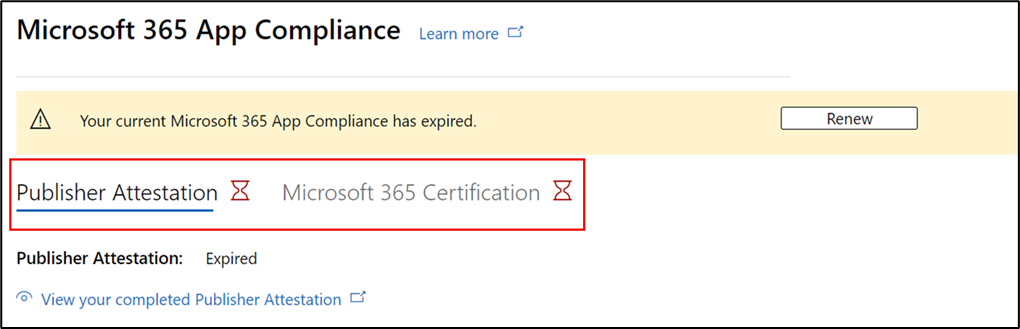 Microsoft 365 App Compliance Learn more
Your current Microsoft 365 App Compliance has expired. Renew
Publisher Attestation Microsoft 365 Certification
Publisher Attestation: Expired
View your completed Publisher Attestation